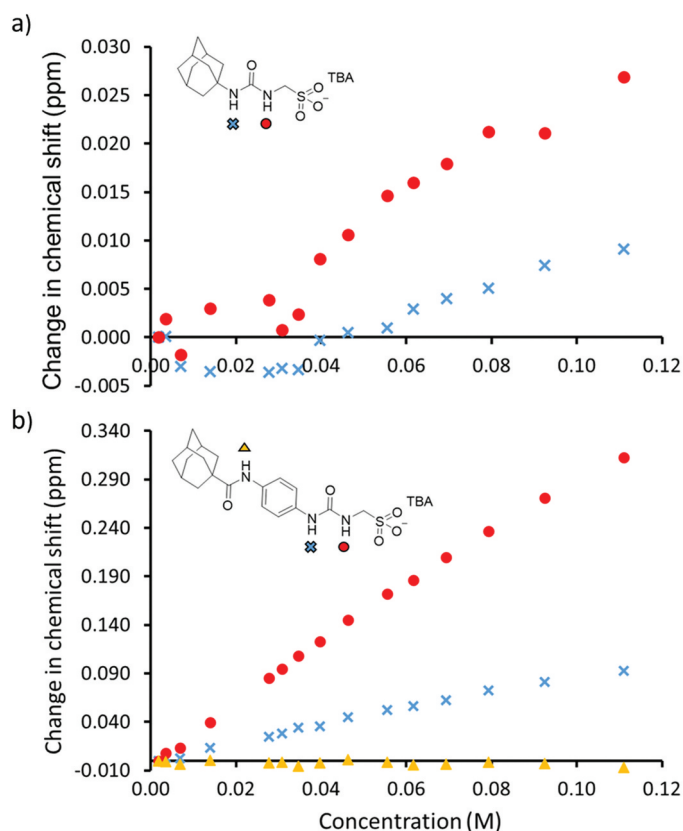 a)
Change in chemical shift (ppm)
0.030
0.025
0.020
0.015
0.010
0.005
0.000
-0.005
0.00 0.02 0.04 0.06 0.08 0.10 0.12
O
N
H
N
H
S
O
O
O⁻
TBA
b)
Change in chemical shift (ppm)
0.340
0.290
0.240
0.190
0.140
0.090
0.040
-0.010
0.00 0.02 0.04 0.06 0.08 0.10 0.12
H
N
O
O
N
H
N
H
S
O
O
O⁻
TBA
Concentration (M)